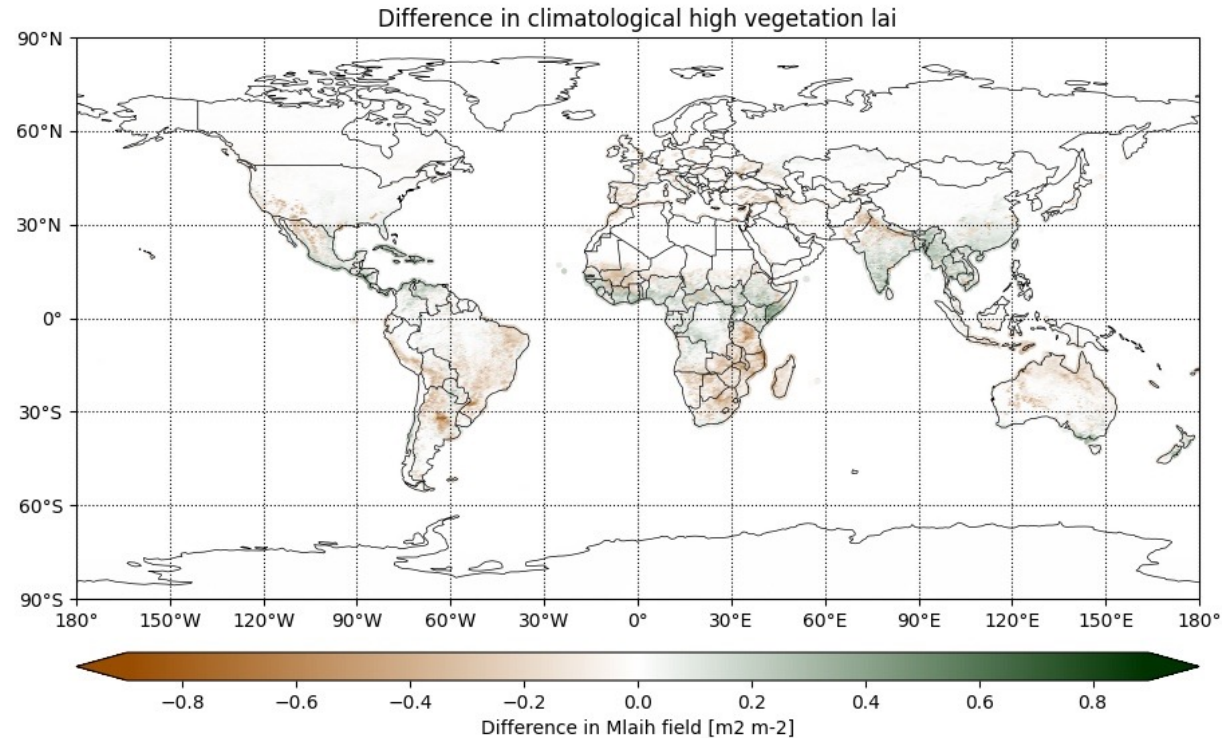 Difference in climatological high vegetation lai
90°N
60°N
30°N
0°
30°S
60°S
90°S
180° 150°W 120°W 90°W 60°W 30°W 0° 30°E 60°E 90°E 120°E 150°E 180°
−0.8 −0.6 −0.4 −0.2 0.0 0.2 0.4 0.6 0.8
Difference in Mlaih field [m2 m-2]